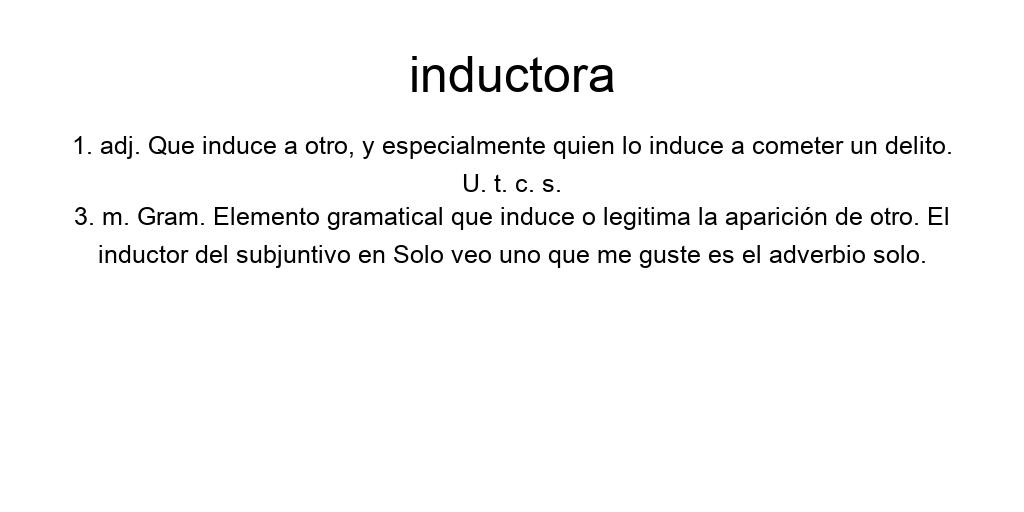 inductora
1. adj. Que induce a otro, y especialmente quien lo induce a cometer un delito.
U. t. c. s.
3. m. Gram. Elemento gramatical que induce o legitima la aparición de otro. El
inductor del subjuntivo en Solo veo uno que me guste es el adverbio solo.